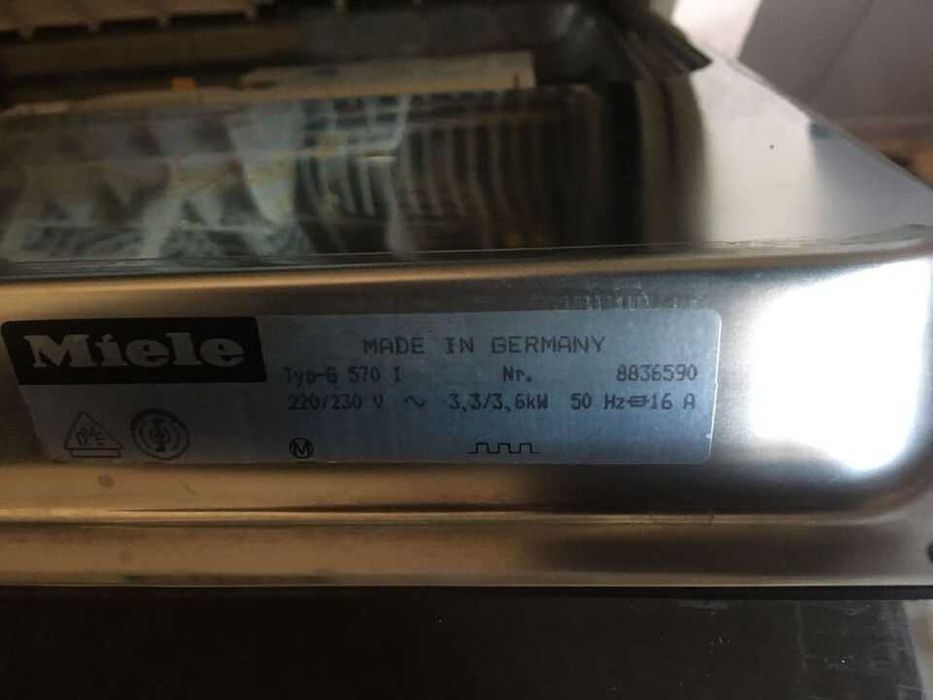 Miele
MADE IN GERMANY
Typ-G 570 I Nr. 8836590
220/230 V ~ 3,3/3,6kW 50 Hz 16 A
M